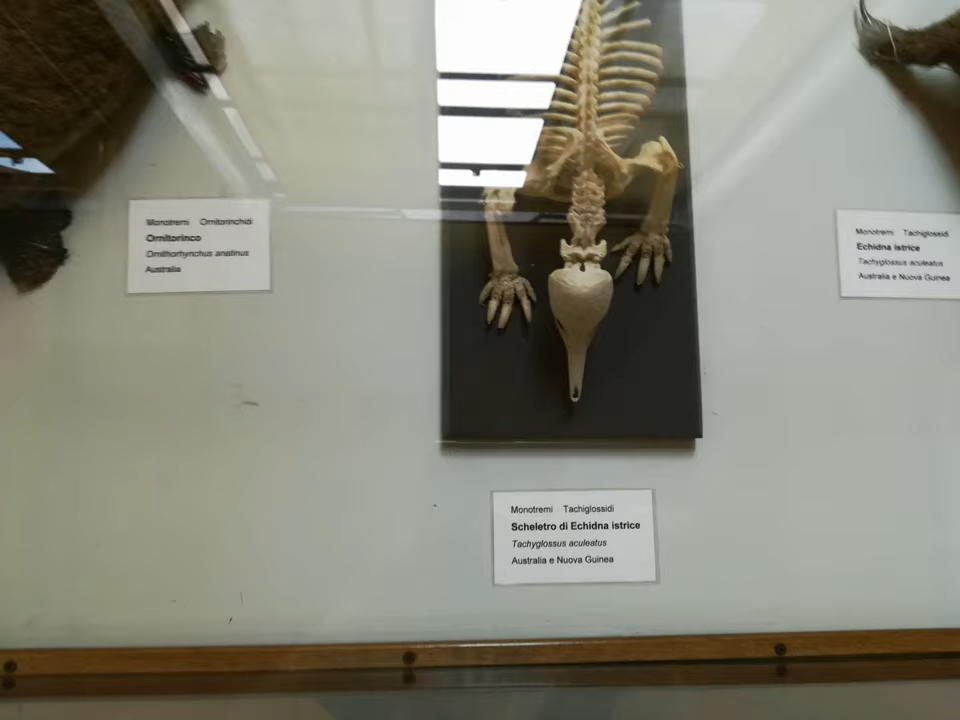 Monotremi Ornitorinchidi
Ornitorinco
Ornithorhynchus anatinus
Australia
Monotremi Tachiglossidi
Scheletro di Echidna istrice
Tachyglossus aculeatus
Australia e Nuova Guinea
Monotremi Tachiglossidi
Echidna istrice
Tachyglossus aculeatus
Australia e Nuova Guinea